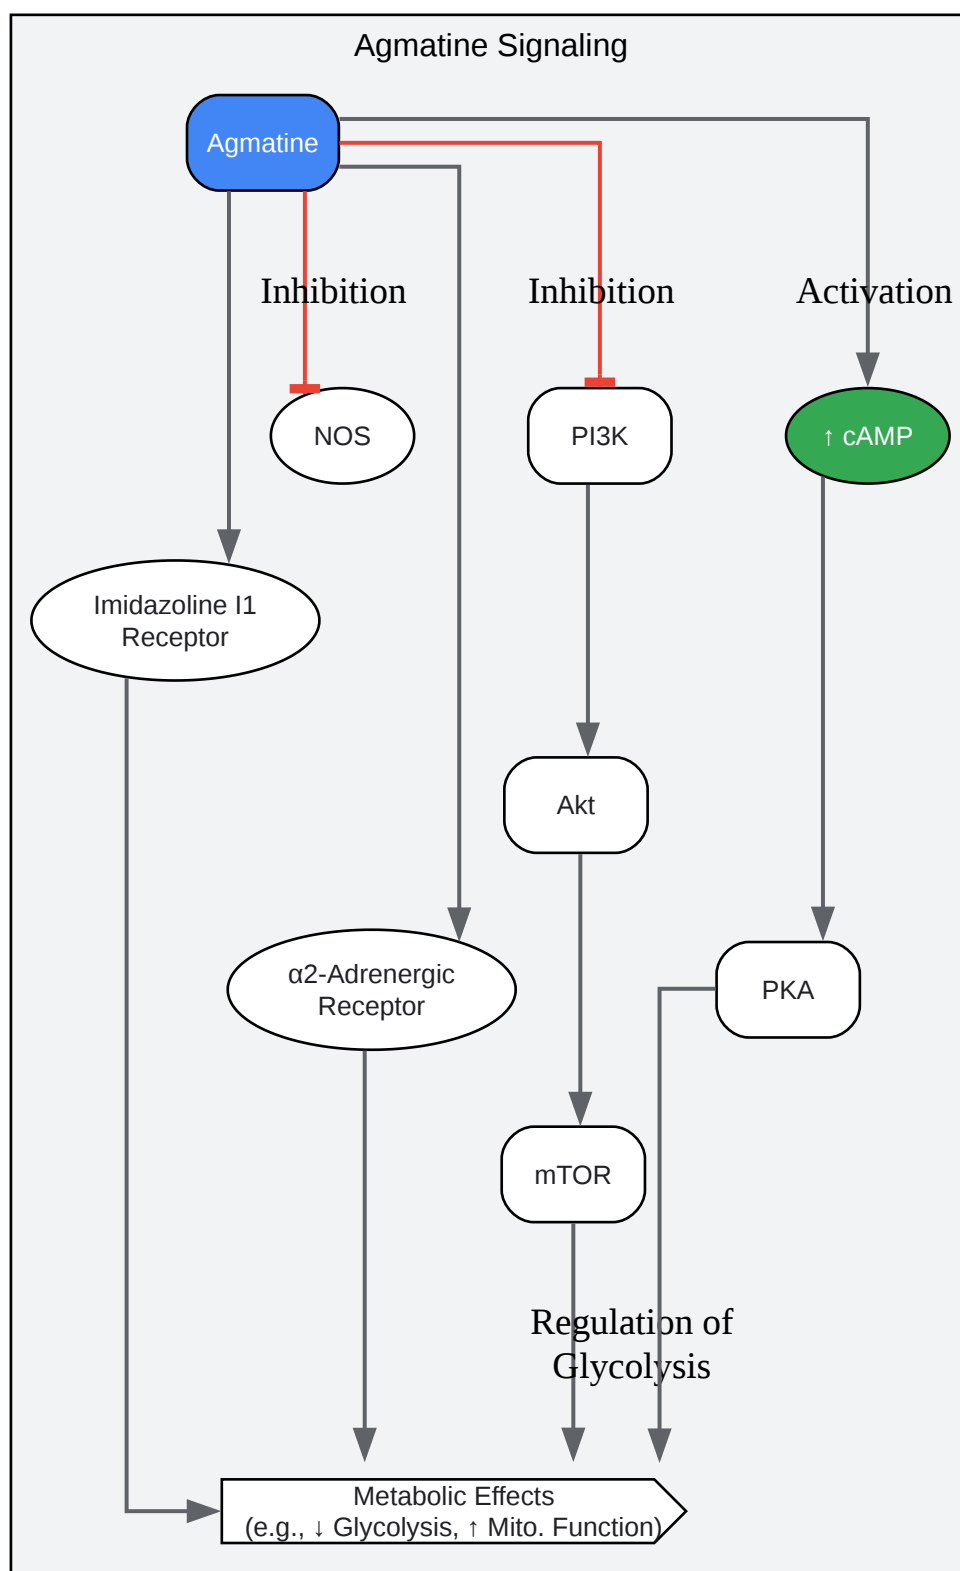 Agmatine Signaling
Agmatine
Inhibition
Inhibition
Activation
NOS
PI3K
↑ cAMP
Imidazoline I1
Receptor
Akt
α2-Adrenergic
Receptor
PKA
mTOR
Regulation of
Glycolysis
Metabolic Effects
(e.g., ↓ Glycolysis, ↑ Mito. Function)